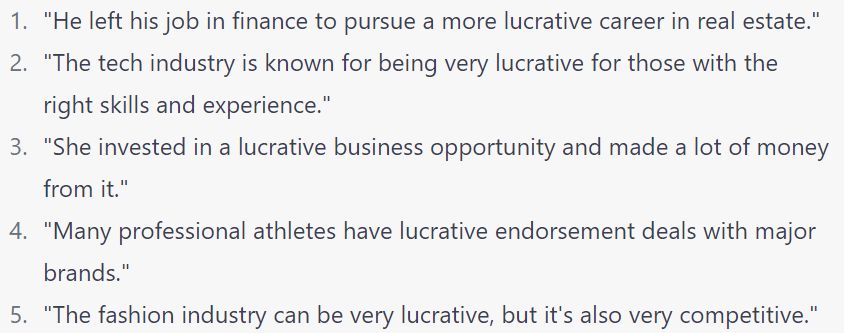 1. "He left his job in finance to pursue a more lucrative career in real estate."
2. "The tech industry is known for being very lucrative for those with the
right skills and experience."
3. "She invested in a lucrative business opportunity and made a lot of money
from it."
4. "Many professional athletes have lucrative endorsement deals with major
brands."
5. "The fashion industry can be very lucrative, but it's also very competitive."